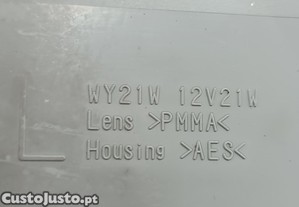 WY21W 12V21W
Lens >PMMA<
Housing >AES<
L
CustoJusto.pt